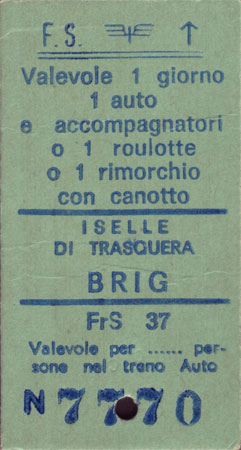 F.S. ↑
Valevole 1 giorno
1 auto
e accompagnatori
o 1 roulotte
o 1 rimorchio
con canotto
ISELLE
DI TRASQUERA
BRIG
FrS 37
Valevole per ...... per-
sone nel treno Auto
N 7770